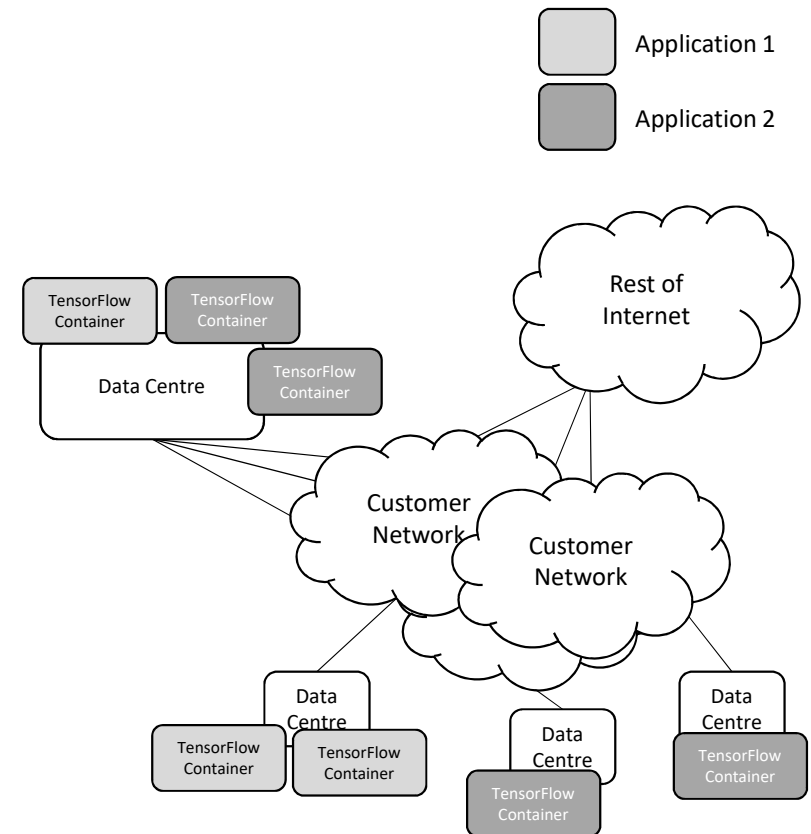 Application 1
Application 2
Rest of
Internet
TensorFlow
Container
TensorFlow
Container
TensorFlow
Container
Data Centre
Customer
Network
Customer
Network
Data
Centre
TensorFlow
Container
TensorFlow
Container
Data
Centre
TensorFlow
Container
Data
Centre
TensorFlow
Container